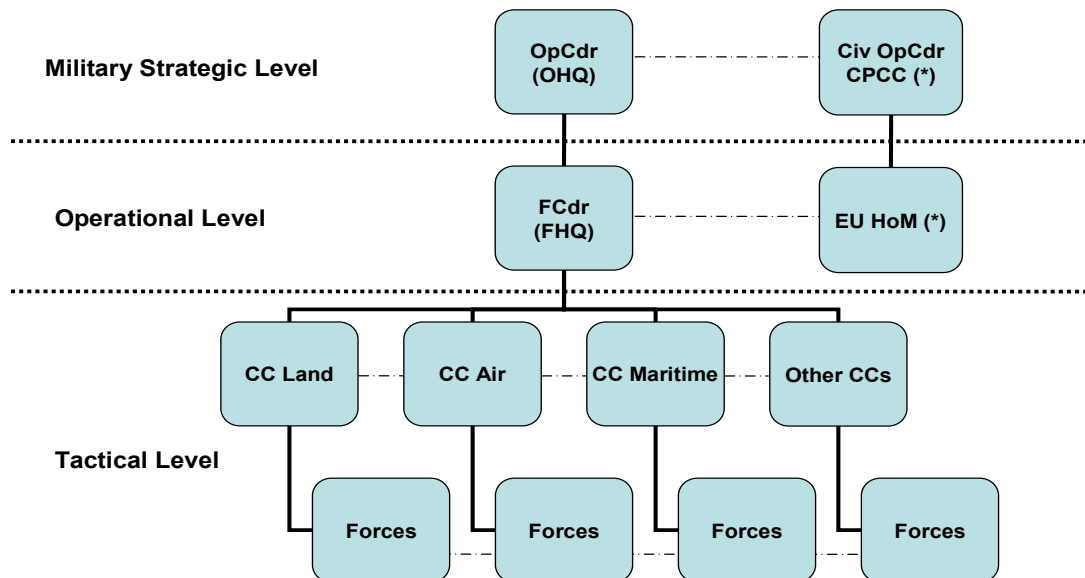 Military Strategic Level
OpCdr
(OHQ)
Civ OpCdr
CPCC (*)
Operational Level
FCdr
(FHQ)
EU HoM (*)
CC Land
CC Air
CC Maritime
Other CCs
Tactical Level
Forces
Forces
Forces
Forces